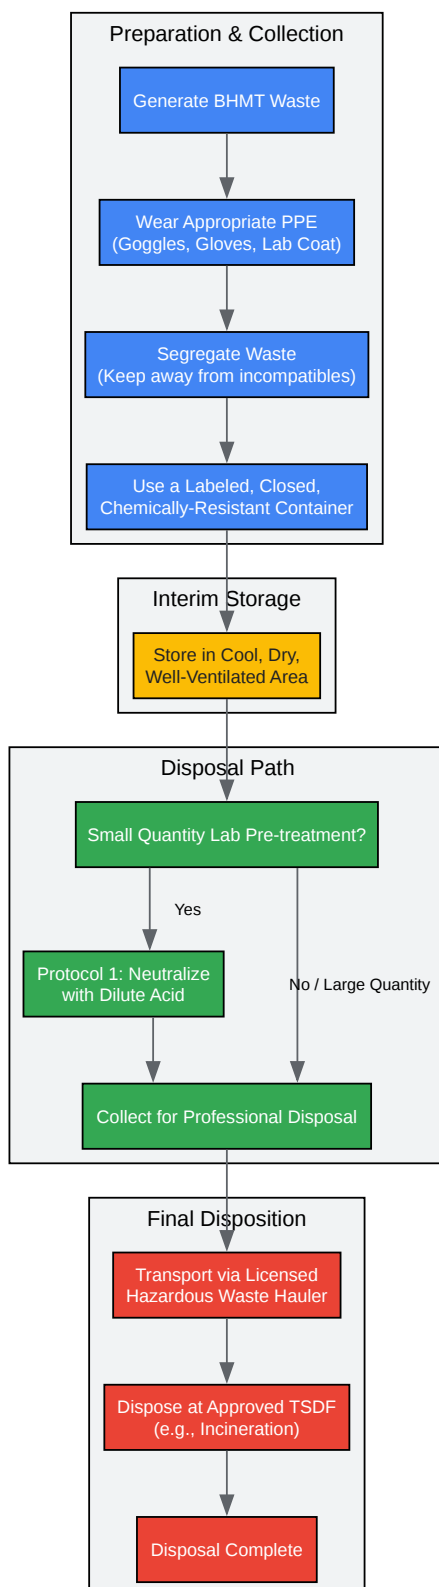 Preparation & Collection
Generate BHMT Waste
Wear Appropriate PPE
(Goggles, Gloves, Lab Coat)
Segregate Waste
(Keep away from incompatibles)
Use a Labeled, Closed,
Chemically-Resistant Container
Interim Storage
Store in Cool, Dry,
Well-Ventilated Area
Disposal Path
Small Quantity Lab Pre-treatment?
Yes
Protocol 1: Neutralize
with Dilute Acid
No / Large Quantity
Collect for Professional Disposal
Final Disposition
Transport via Licensed
Hazardous Waste Hauler
Dispose at Approved TSDF
(e.g., Incineration)
Disposal Complete